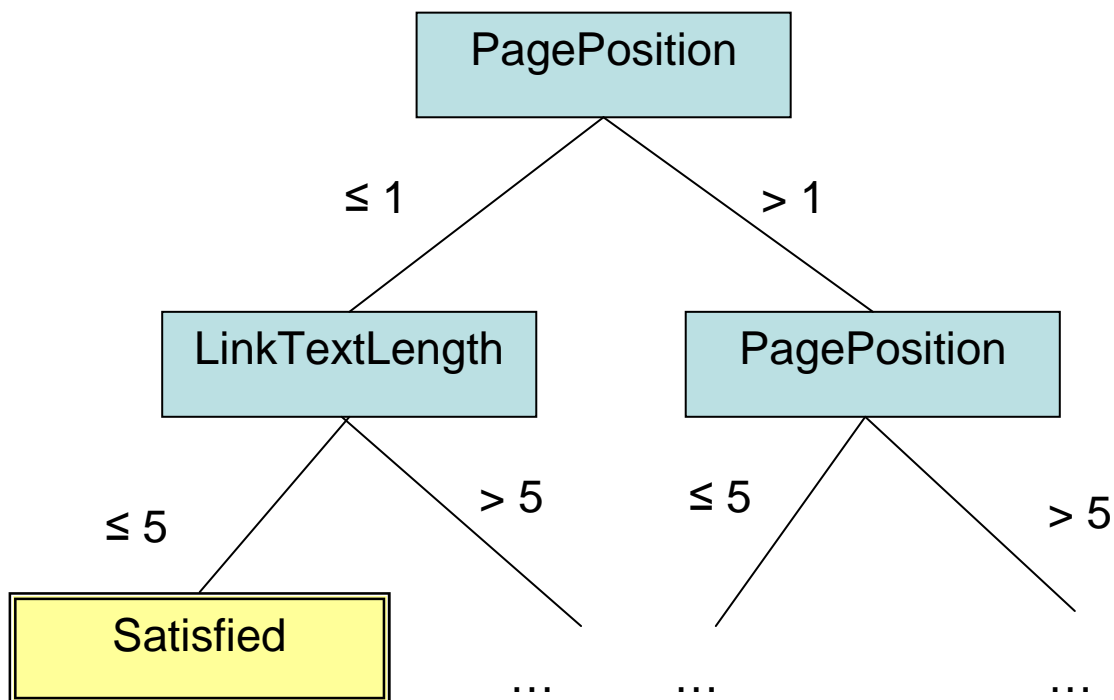 PagePosition
≤ 1
> 1
LinkTextLength
PagePosition
≤ 5
> 5
≤ 5
> 5
Satisfied
...
...
...